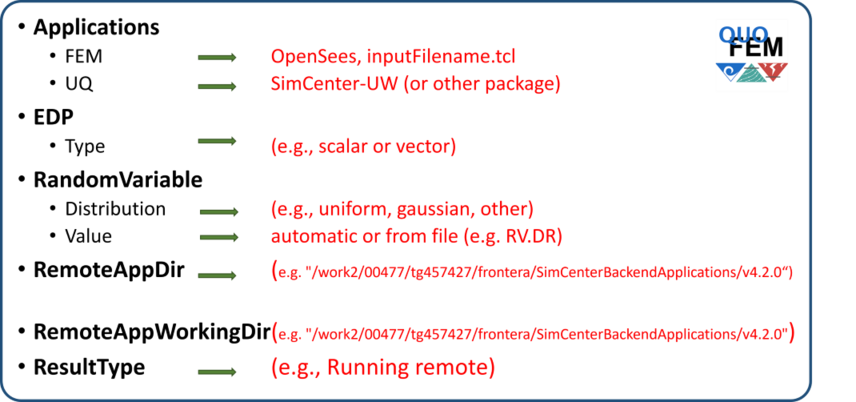 • Applications
QUO
FEM
• FEM OpenSees, inputFilename.tcl
• UQ SimCenter-UW (or other package)
• EDP
• Type (e.g., scalar or vector)
• RandomVariable
• Distribution (e.g., uniform, gaussian, other)
• Value automatic or from file (e.g. RV.DR)
• RemoteAppDir (e.g. "/work2/00477/tg457427/frontera/SimCenterBackendApplications/v4.2.0“)
• RemoteAppWorkingDir(e.g. "/work2/00477/tg457427/frontera/SimCenterBackendApplications/v4.2.0")
• ResultType (e.g., Running remote)